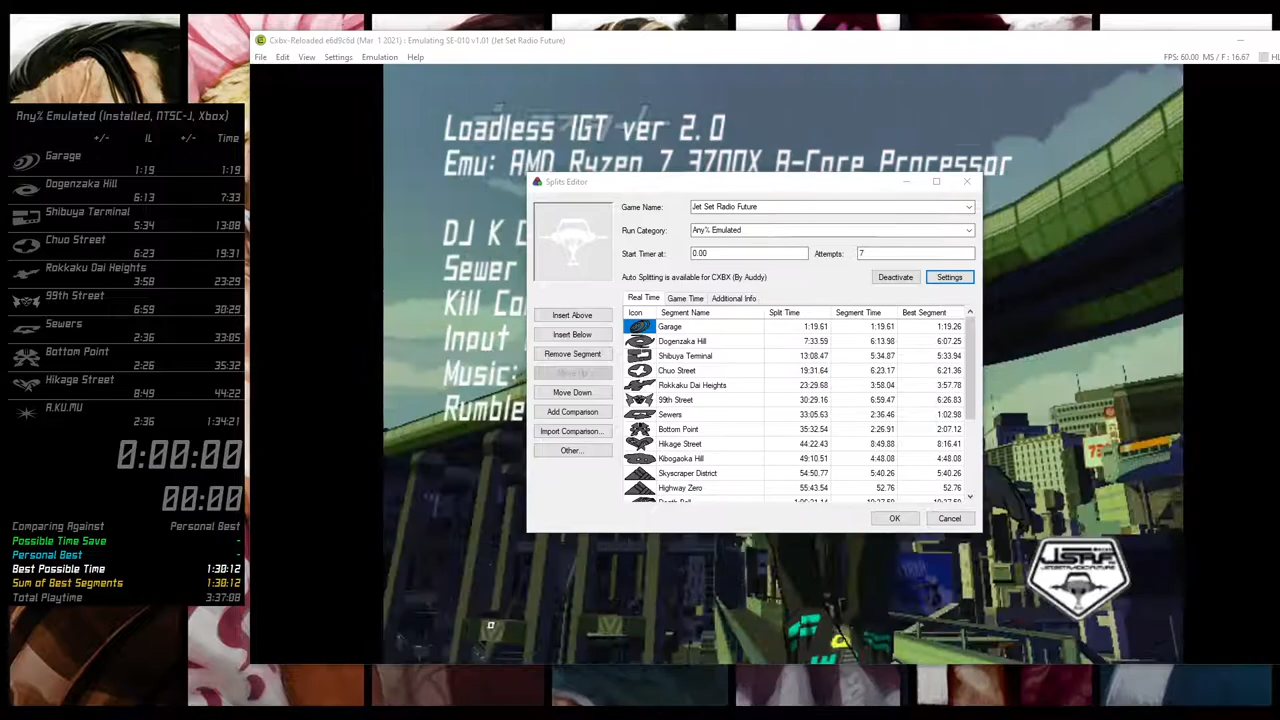 Cxbx-Reloaded e6d9c6d (Mar 1 2021) : Emulating SE-010 v1.01 (Jet Set Radio Future)
File Edit View Settings Emulation Help
FPS: 60.00 MS / F : 16.67
Any% Emulated (Installed, NTSC-J, Xbox)
+/- IL +/- Time
Garage 1:19 1:19
Dogenzaka Hill 6:13 7:33
Shibuya Terminal 5:34 13:08
Chuo Street 6:23 19:31
Rokkaku Dai Heights 3:58 23:29
99th Street 6:59 30:29
Sewers 2:36 33:05
Bottom Point 2:26 35:32
Hikage Street 8:49 44:22
A.KU.MU 2:36 1:34:21
0:00:00
00:00
Comparing Against Personal Best
Possible Time Save -
Personal Best -
Best Possible Time 1:30:12
Sum of Best Segments 1:30:12
Total Playtime 3:37:08
Loadless IGT ver 2.0
Emu: AMD Ryzen 7 3700X 8-Core Processor
DJ K
Sewer
Kill
Input
Music:
Rumble
Splits Editor
Game Name: Jet Set Radio Future
Run Category: Any% Emulated
Start Timer at: 0.00 Attempts: 7
Auto Splitting is available for CXBX (By Auddy) Deactivate Settings
Real Time Game Time Additional Info
Insert Above
Insert Below
Remove Segment
Move Up
Move Down
Add Comparison
Import Comparison...
Other...
Icon Segment Name Split Time Segment Time Best Segment
Garage 1:19.61 1:19.61 1:19.26
Dogenzaka Hill 7:33.59 6:13.98 6:07.25
Shibuya Terminal 13:08.47 5:34.87 5:33.94
Chuo Street 19:31.64 6:23.17 6:21.36
Rokkaku Dai Heights 23:29.68 3:58.04 3:57.78
99th Street 30:29.16 6:59.47 6:26.83
Sewers 33:05.63 2:36.46 1:02.98
Bottom Point 35:32.54 2:26.91 2:07.12
Hikage Street 44:22.43 8:49.88 8:16.41
Kibogaoka Hill 49:10.51 4:48.08 4:48.08
Skyscraper District 54:50.77 5:40.26 5:40.26
Highway Zero 55:43.54 52.76 52.76
OK Cancel
JSRF
JETSETRADIOFUTURE